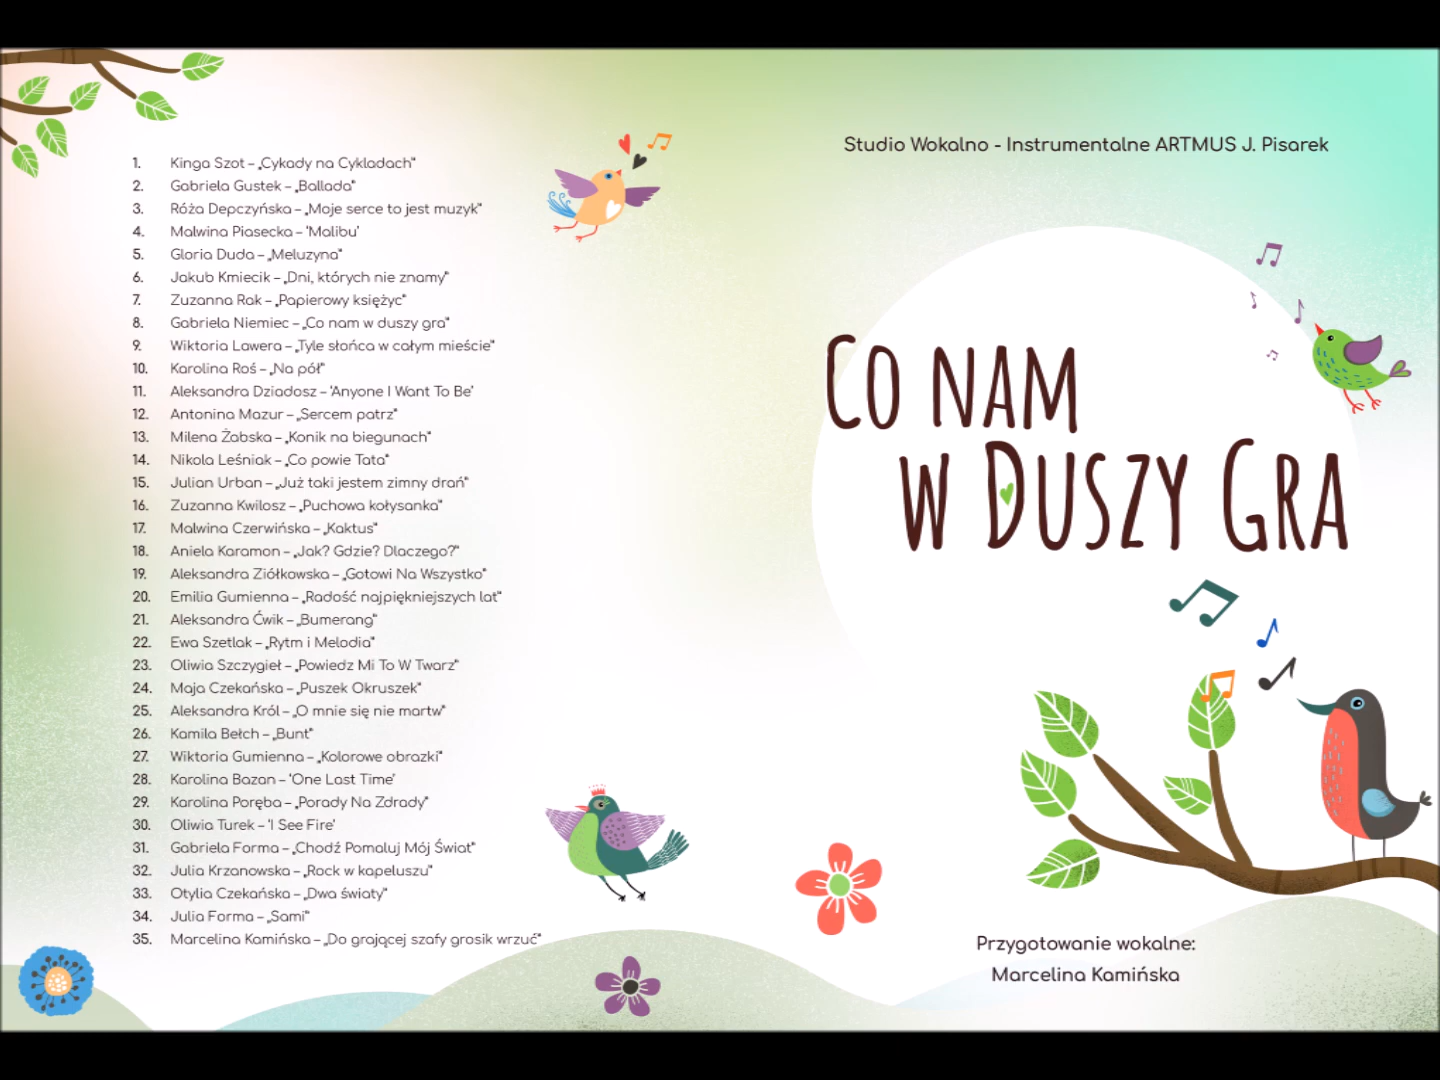 1. Kinga Szot – „Cykady na Cykladach”
2. Gabriela Gustek – „Ballada”
3. Róża Depczyńska – „Moje serce to jest muzyk”
4. Malwina Piasecka – ‘Malibu’
5. Gloria Duda – „Meluzyna”
6. Jakub Kmiecik – „Dni, których nie znamy”
7. Zuzanna Rak – „Papierowy księżyc”
8. Gabriela Niemiec – „Co nam w duszy gra”
9. Wiktoria Lawera – „Tyle słońca w całym mieście”
10. Karolina Roś – „Na pół”
11. Aleksandra Dziadosz – ‘Anyone I Want To Be’
12. Antonina Mazur – „Sercem patrz”
13. Milena Żabska – „Konik na biegunach”
14. Nikola Leśniak – „Co powie Tata”
15. Julian Urban – „Już taki jestem zimny drań”
16. Zuzanna Kwilosz – „Puchowa kołysanka”
17. Malwina Czerwińska – „Kaktus”
18. Aniela Karamon – „Jak? Gdzie? Dlaczego?”
19. Aleksandra Ziółkowska – „Gotowi Na Wszystko”
20. Emilia Gumienna – „Radość najpiękniejszych lat”
21. Aleksandra Ćwik – „Bumerang”
22. Ewa Szetlak – „Rytm i Melodia”
23. Oliwia Szczygieł – „Powiedz Mi To W Twarz”
24. Maja Czekańska – „Puszek Okruszek”
25. Aleksandra Król – „O mnie się nie martw”
26. Kamila Bełch – „Bunt”
27. Wiktoria Gumienna – „Kolorowe obrazki”
28. Karolina Bazan – ‘One Last Time’
29. Karolina Poręba – „Porady Na Zdrady”
30. Oliwia Turek – ‘I See Fire’
31. Gabriela Forma – „Chodź Pomaluj Mój Świat”
32. Julia Krzanowska – „Rock w kapeluszu”
33. Otylia Czekańska – „Dwa światy”
34. Julia Forma – „Sami”
35. Marcelina Kamińska – „Do grającej szafy grosik wrzuć”
Studio Wokalno - Instrumentalne ARTMUS J. Pisarek
CO NAM
W DUSZY GRA
Przygotowanie wokalne:
Marcelina Kamińska